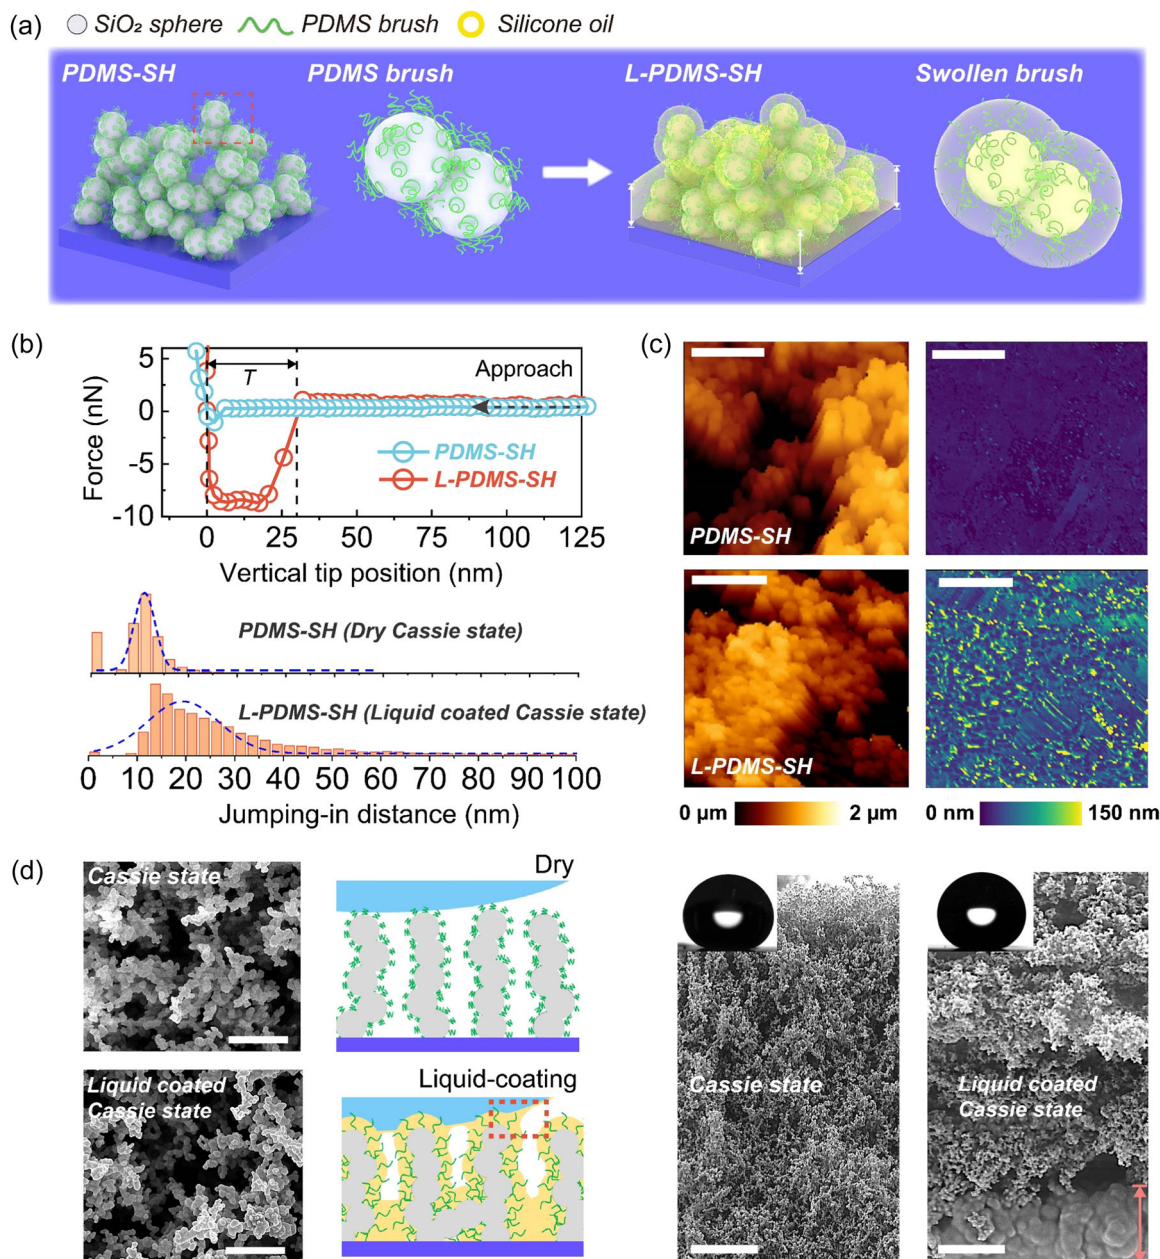 (a)
SiO₂ sphere PDMS brush Silicone oil
PDMS-SH PDMS brush L-PDMS-SH Swollen brush
(b)
5
0
-5
-10
Force (nN)
T
Approach
PDMS-SH
L-PDMS-SH
0 25 50 75 100 125
Vertical tip position (nm)
PDMS-SH (Dry Cassie state)
L-PDMS-SH (Liquid coated Cassie state)
0 10 20 30 40 50 60 70 80 90 100
Jumping-in distance (nm)
(c)
PDMS-SH
L-PDMS-SH
0 µm 2 µm 0 nm 150 nm
(d)
Cassie state
Dry
Liquid coated
Cassie state
Liquid-coating
Cassie state
Liquid coated
Cassie state